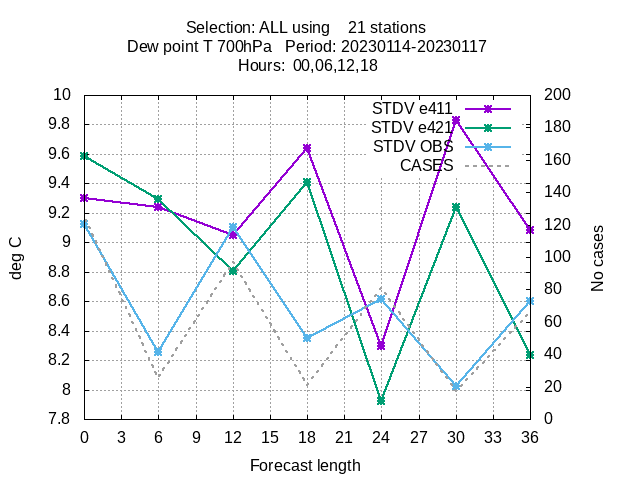 Selection: ALL using    21 stations
Dew point T 700hPa   Period: 20230114-20230117
Hours:  00,06,12,18
STDV e411
STDV e421
STDV OBS
CASES
10
9.8
9.6
9.4
9.2
9
8.8
8.6
8.4
8.2
8
7.8
deg C
200
180
160
140
120
100
80
60
40
20
0
No cases
0 3 6 9 12 15 18 21 24 27 30 33 36
Forecast length